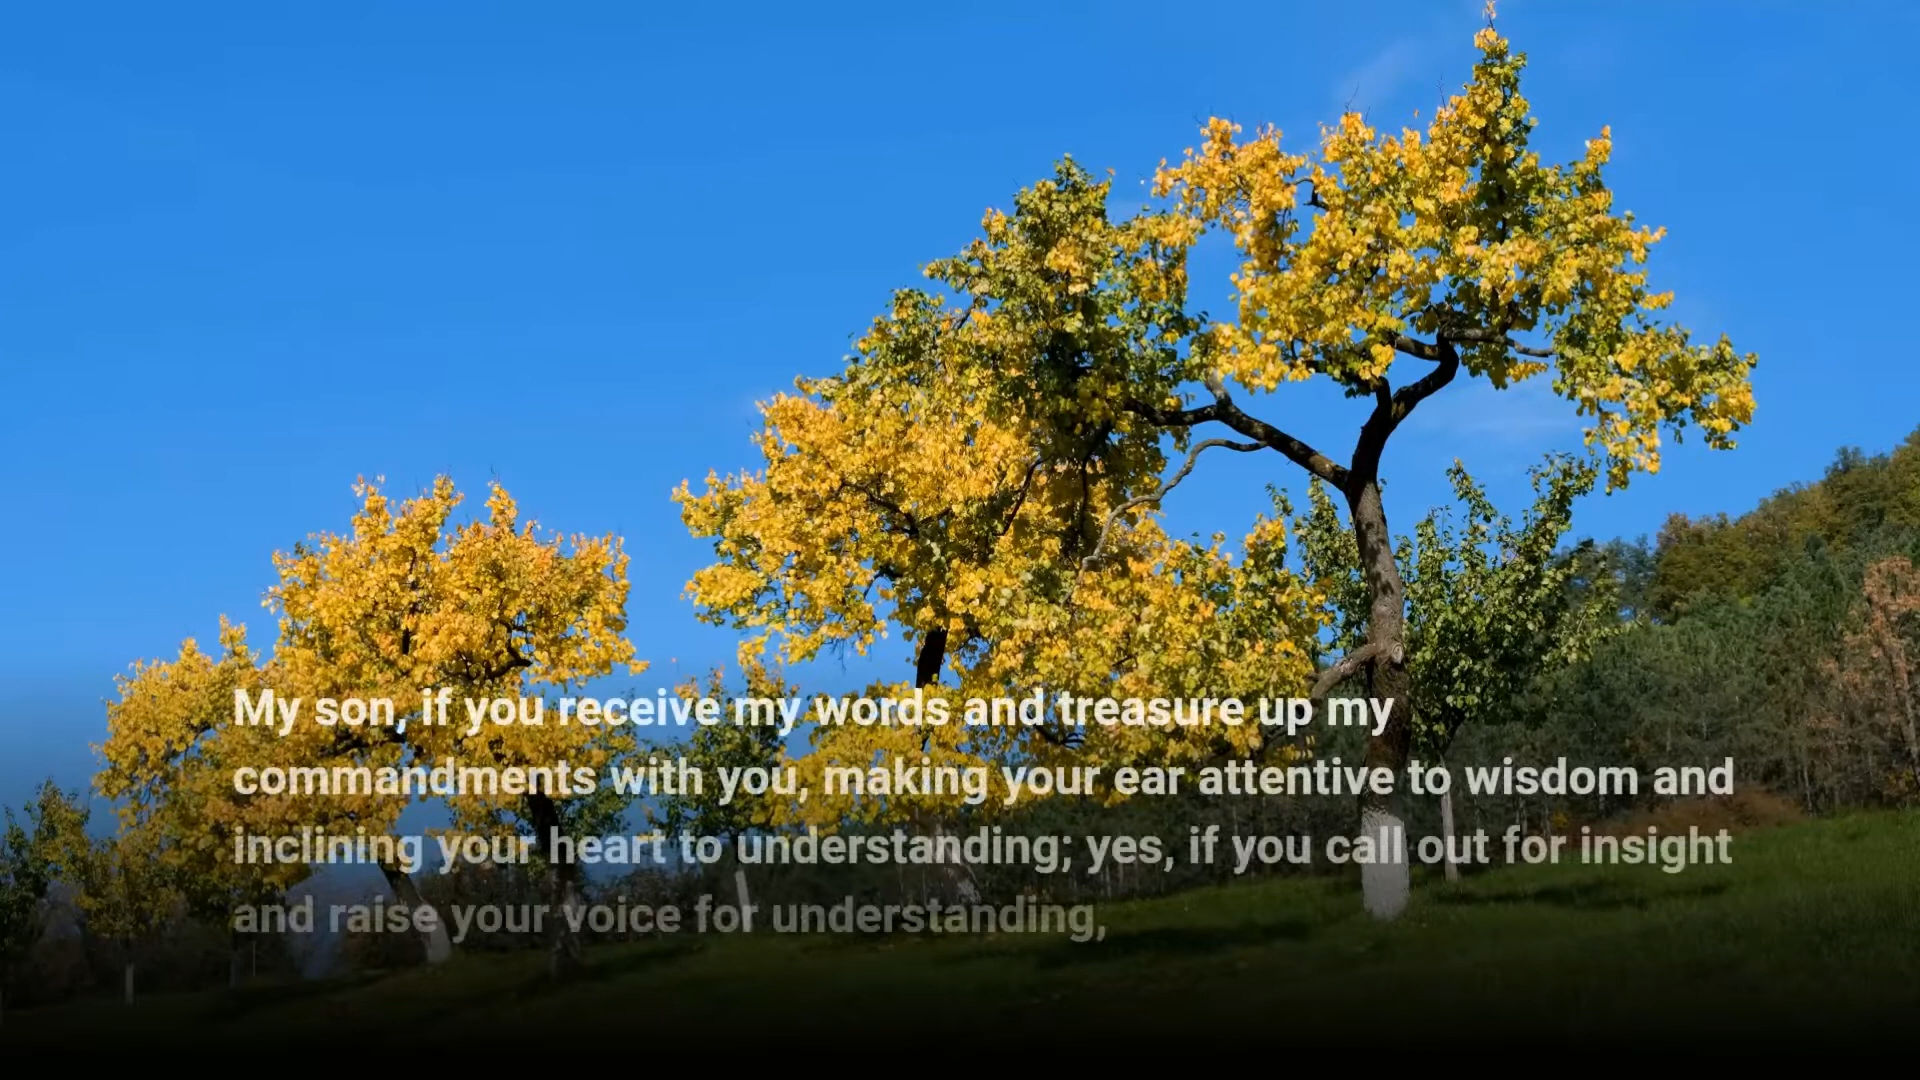 My son, if you receive my words and treasure up my
commandments with you, making your ear attentive to wisdom and
inclining your heart to understanding; yes, if you call out for insight
and raise your voice for understanding,